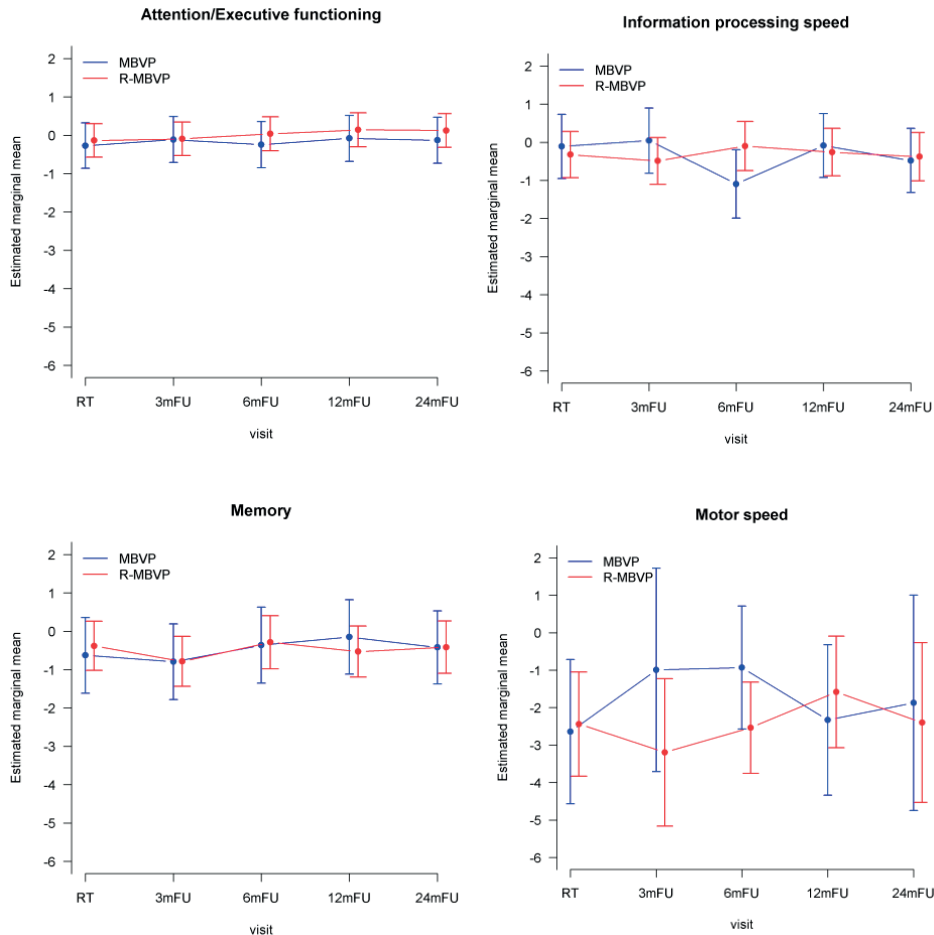 Attention/Executive functioning
MBVP
R-MBVP
Estimated marginal mean
2
1
0
-1
-2
-3
-4
-5
-6
RT
3mFU
6mFU
12mFU
24mFU
visit
Information processing speed
MBVP
R-MBVP
Estimated marginal mean
2
1
0
-1
-2
-3
-4
-5
-6
RT
3mFU
6mFU
12mFU
24mFU
visit
Memory
MBVP
R-MBVP
Estimated marginal mean
2
1
0
-1
-2
-3
-4
-5
-6
RT
3mFU
6mFU
12mFU
24mFU
visit
Motor speed
MBVP
R-MBVP
Estimated marginal mean
2
1
0
-1
-2
-3
-4
-5
-6
RT
3mFU
6mFU
12mFU
24mFU
visit